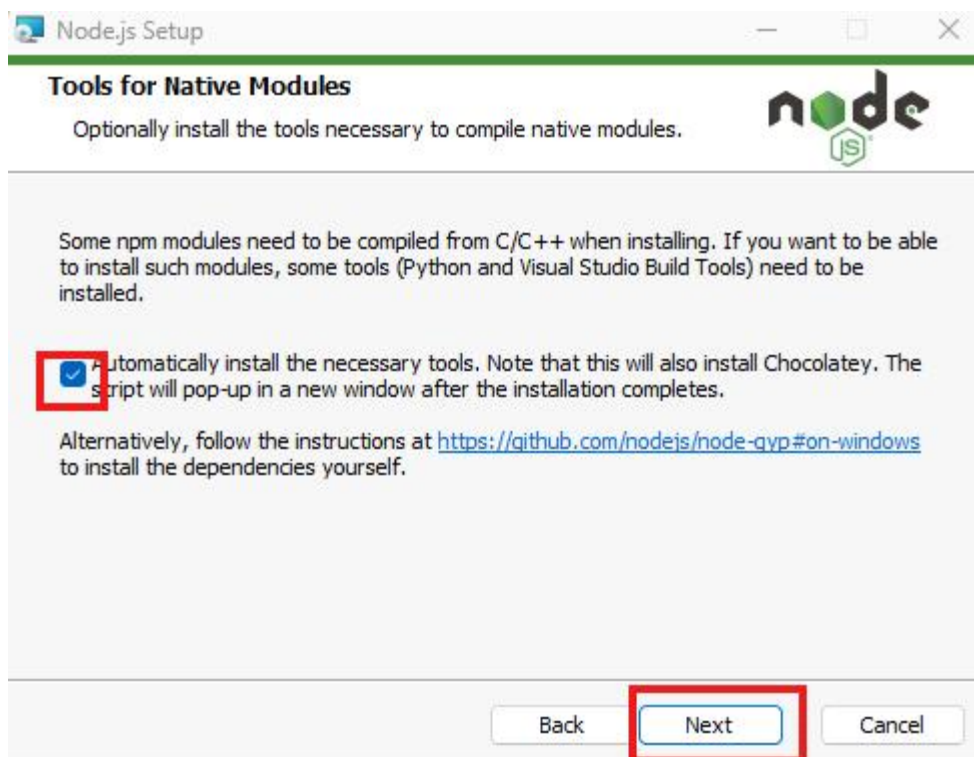 Node.js Setup
Tools for Native Modules
Optionally install the tools necessary to compile native modules.
node
JS
Some npm modules need to be compiled from C/C++ when installing. If you want to be able
to install such modules, some tools (Python and Visual Studio Build Tools) need to be
installed.
Automatically install the necessary tools. Note that this will also install Chocolatey. The
script will pop-up in a new window after the installation completes.
Alternatively, follow the instructions at https://github.com/nodejs/node-gyp#on-windows
to install the dependencies yourself.
Back Next Cancel